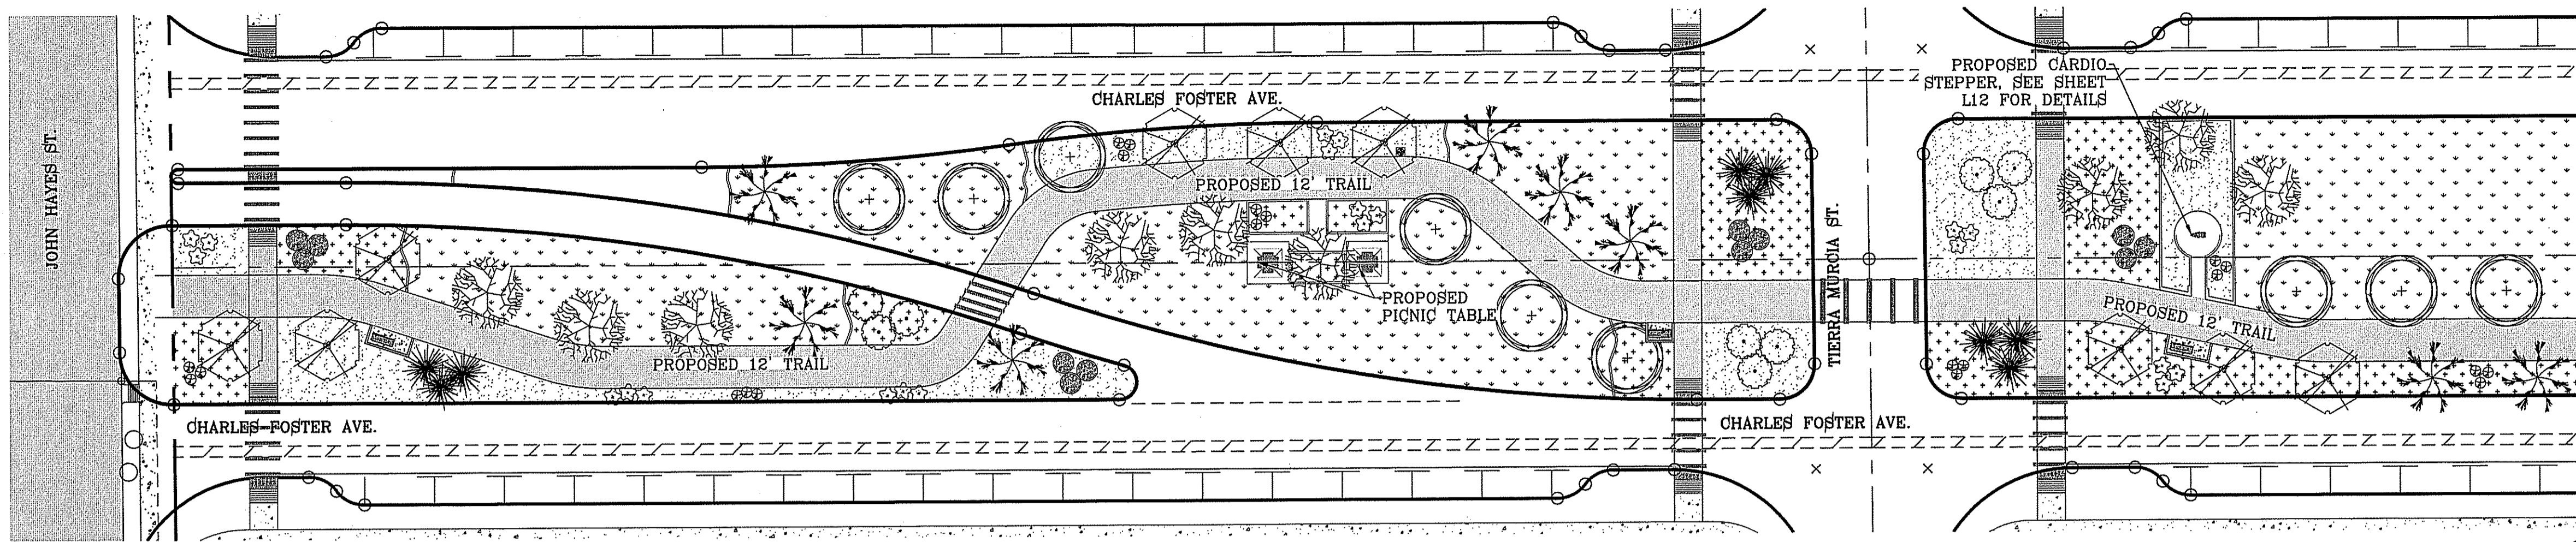 JOHN HAYES ST.
CHARLES FOSTER AVE.
PROPOSED 12' TRAIL
PROPOSED
PICNIC TABLE
PROPOSED 12' TRAIL
CHARLES FOSTER AVE.
TIERRA MURCIA ST.
CHARLES FOSTER AVE.
PROPOSED CARDIO
STEPPER, SEE SHEET
L12 FOR DETAILS
PROPOSED 12' TRAIL